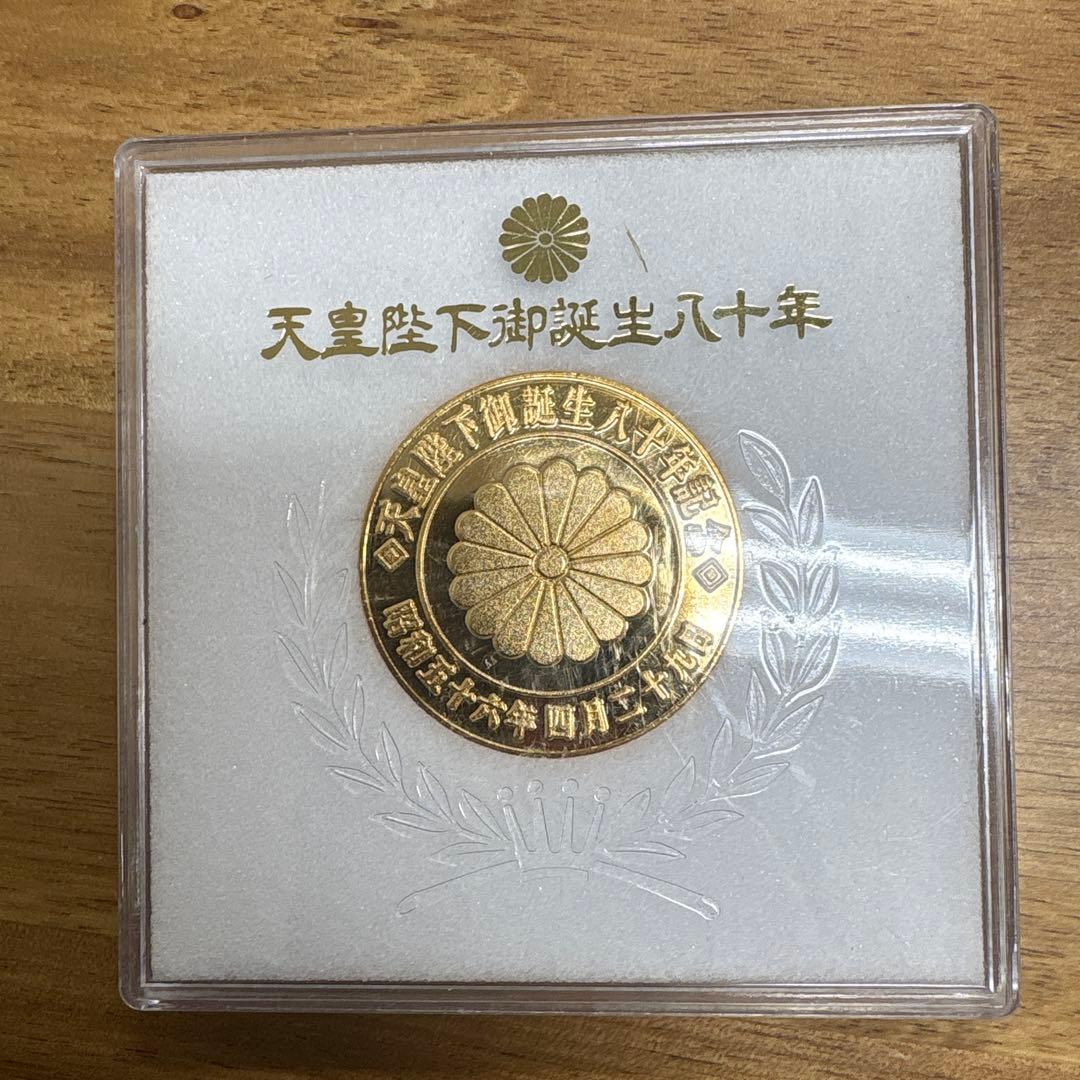 天皇陛下御誕生八十年
天皇陛下御誕生八十年記念
昭和五十六年四月二十九日